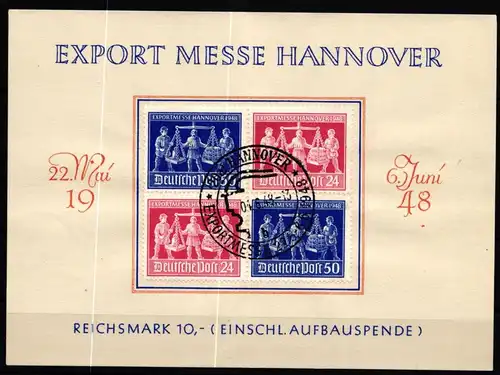 EXPORT MESSE HANNOVER
22. Mai
19
6. Juni
48
EXPORTMESSE HANNOVER 1948
50
Deutsche Post
EXPORTMESSE HANNOVER 1948
24
Deutsche Post
HANNOVER
EXPORTMESSE
1948
EXPORTMESSE HANNOVER 1948
Deutsche Post 24
EXPORTMESSE HANNOVER 1948
Deutsche Post 50
REICHSMARK 10,- (EINSCHL. AUFBAUSPENDE)